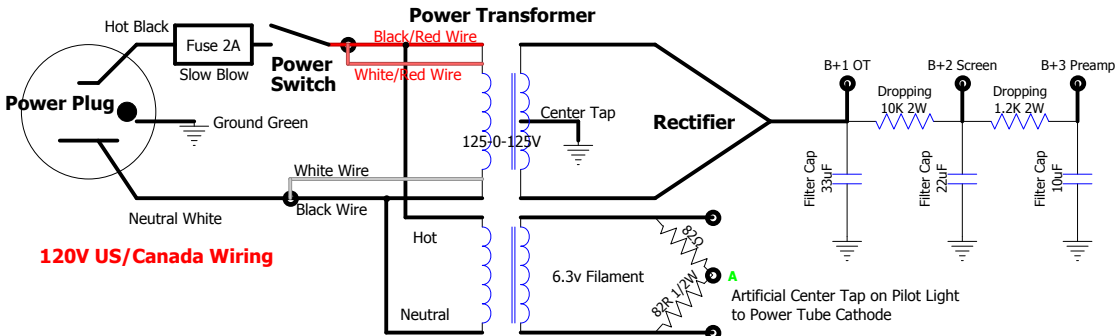 Power Transformer
Hot Black
Fuse 2A
Slow Blow
Power
Switch
Black/Red Wire
White/Red Wire
Power Plug
Ground Green
Center Tap
125-0-125V
Rectifier
B+1 OT
B+2 Screen
B+3 Preamp
Dropping
10K 2W
Dropping
1.2K 2W
Filter Cap
33uF
Filter Cap
22uF
Filter Cap
10uF
White Wire
Black Wire
Neutral White
120V US/Canada Wiring
Hot
Neutral
6.3v Filament
82Ω
82R 1/2W
A
Artificial Center Tap on Pilot Light
to Power Tube Cathode